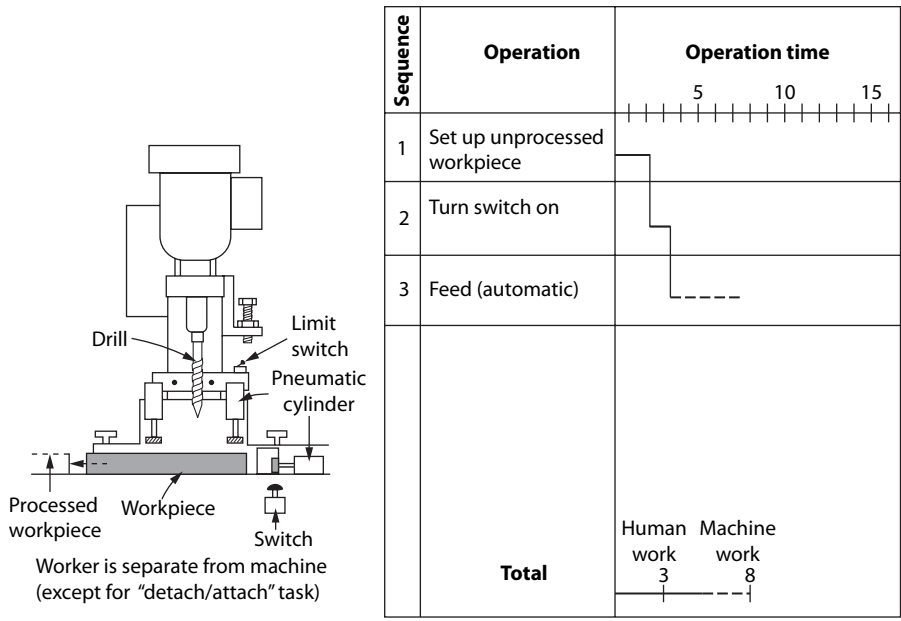 Drill
Limit
switch
Pneumatic
cylinder
Processed
workpiece
Workpiece
Switch
Worker is separate from machine
(except for “detach/attach” task)
Sequence
Operation
Operation time
5 10 15
1
Set up unprocessed
workpiece
2
Turn switch on
3
Feed (automatic)
Total
Human
work
3
Machine
work
8